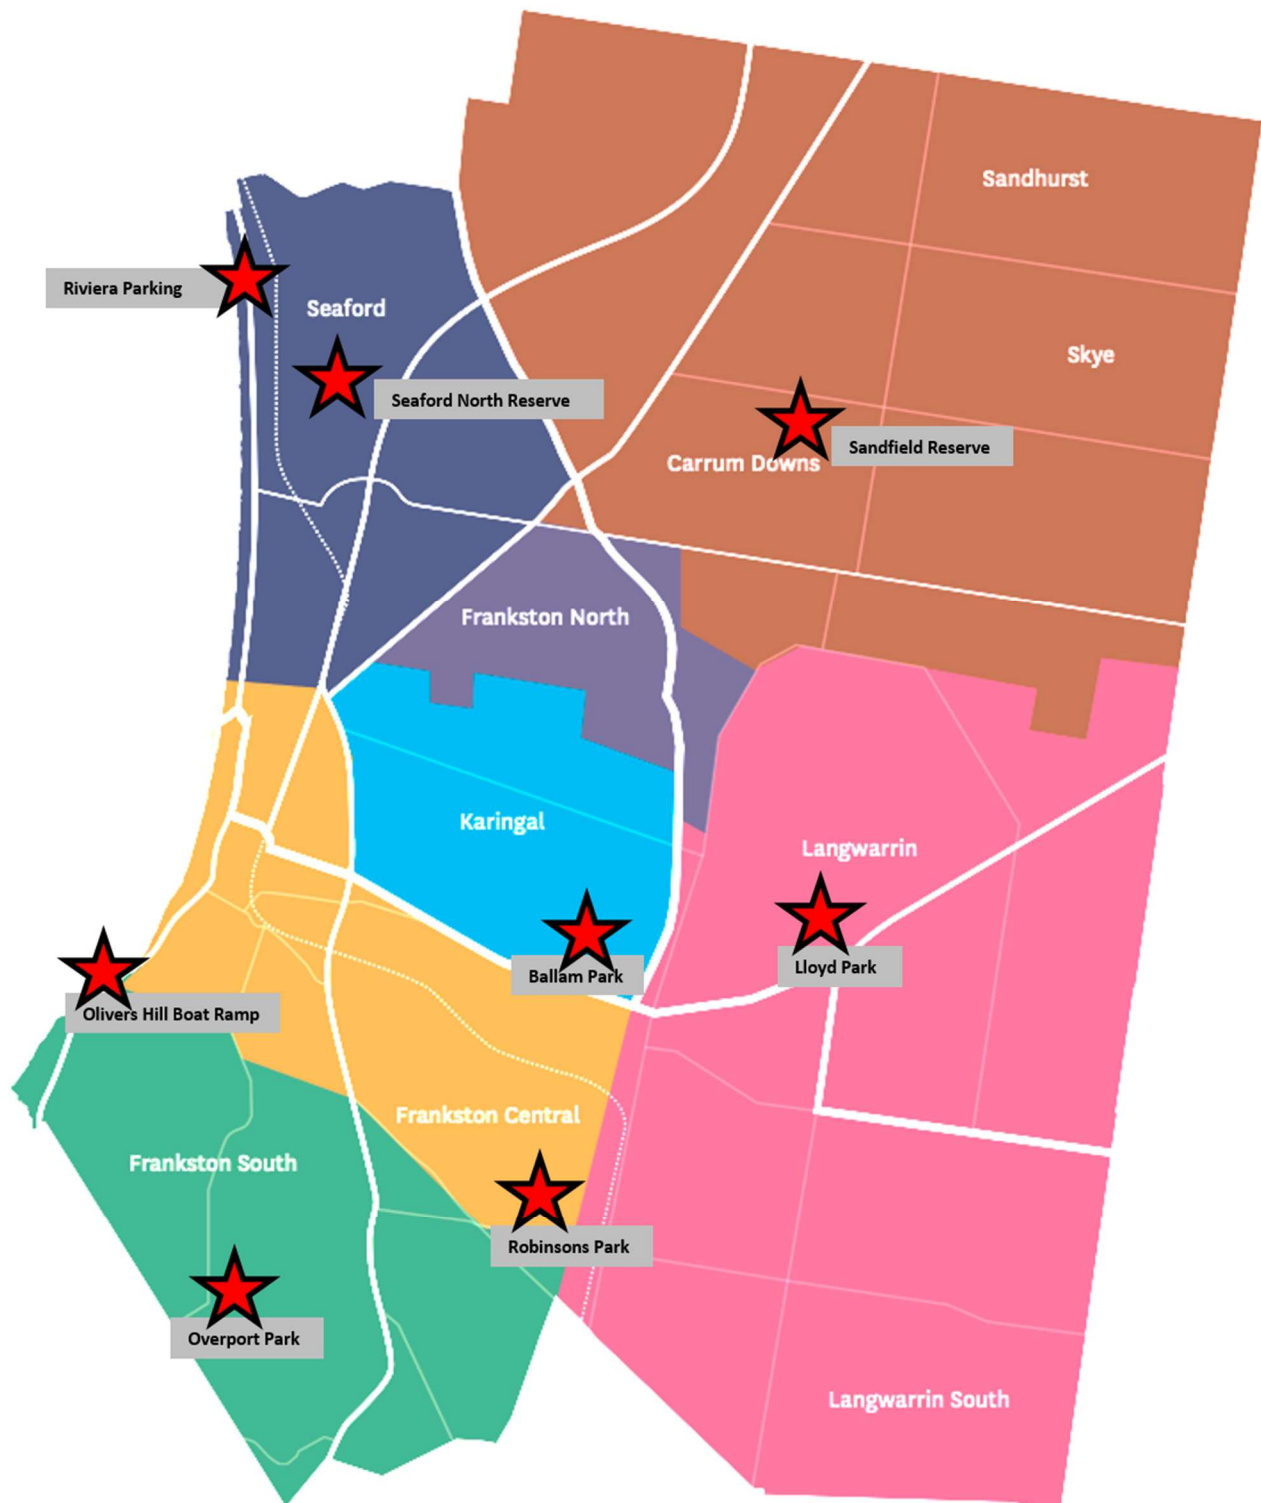 Sandhurst
Riviera Parking
Seaford
Skye
Seaford North Reserve
Sandfield Reserve
Carrum Downs
Frankston North
Karingal
Langwarrin
Ballam Park
Lloyd Park
Olivers Hill Boat Ramp
Frankston Central
Frankston South
Robinsons Park
Overport Park
Langwarrin South